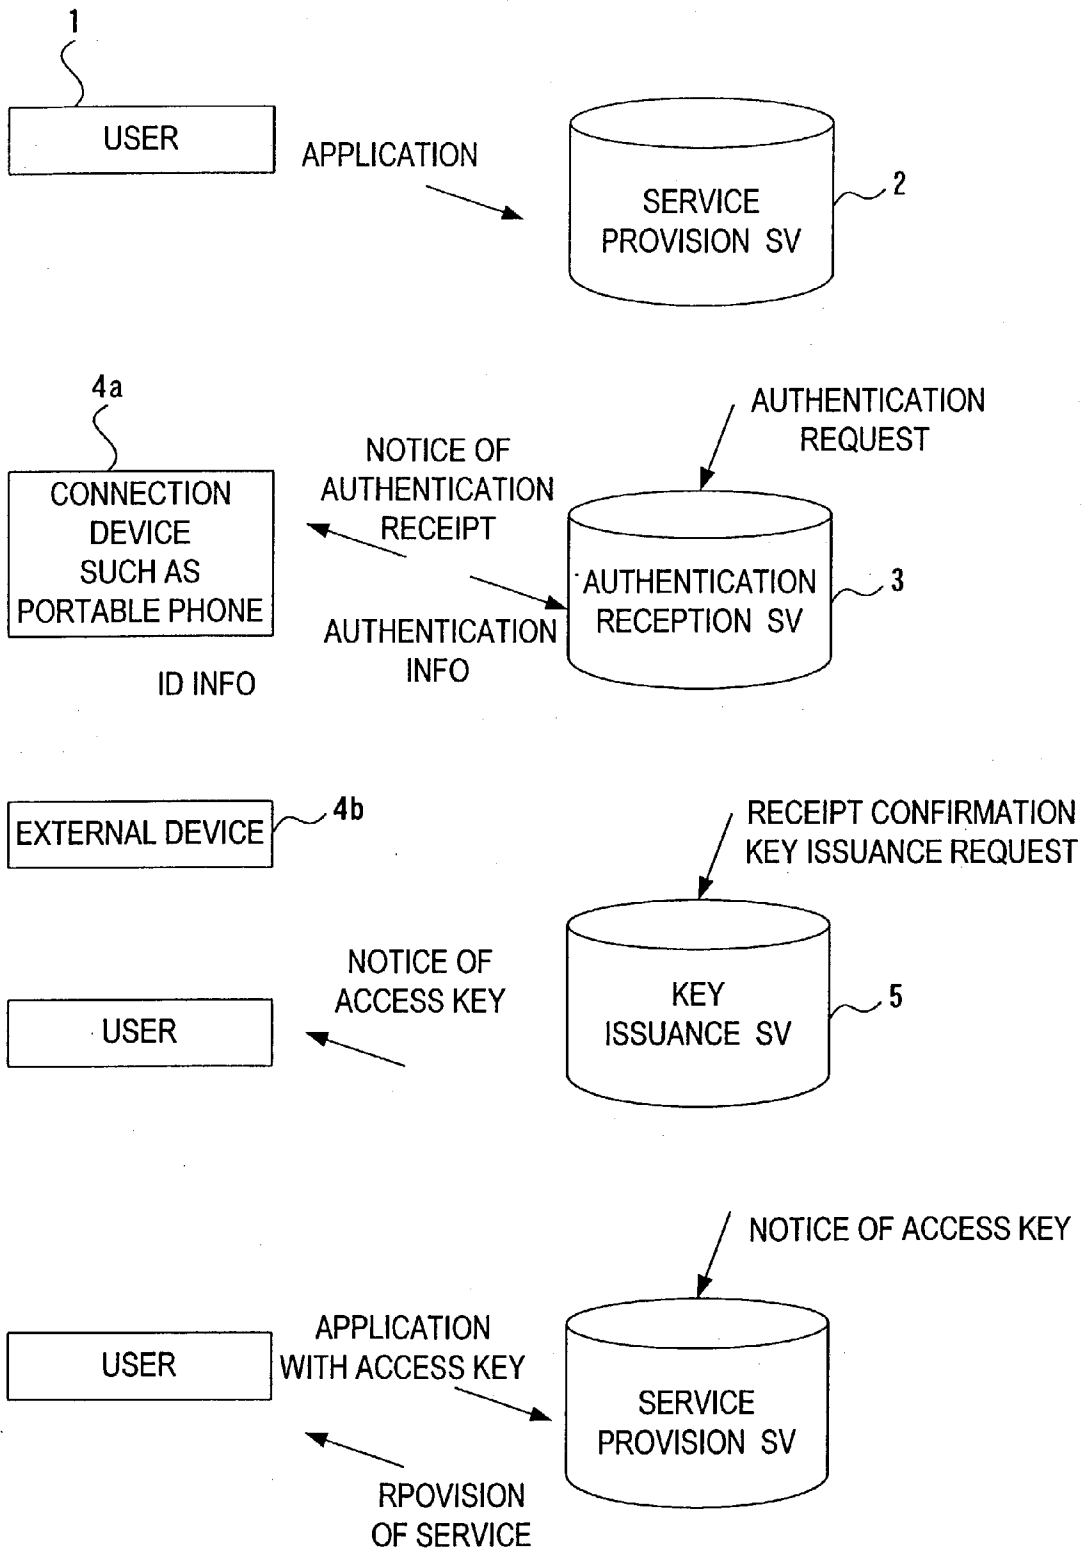 1
USER
APPLICATION
2
SERVICE
PROVISION SV
4a
CONNECTION
DEVICE
SUCH AS
PORTABLE PHONE
ID INFO
NOTICE OF
AUTHENTICATION
RECEIPT
AUTHENTICATION
INFO
AUTHENTICATION
REQUEST
AUTHENTICATION
RECEPTION SV
3
EXTERNAL DEVICE
4b
RECEIPT CONFIRMATION
KEY ISSUANCE REQUEST
NOTICE OF
ACCESS KEY
USER
KEY
ISSUANCE SV
5
NOTICE OF ACCESS KEY
USER
APPLICATION
WITH ACCESS KEY
SERVICE
PROVISION SV
RPOVISION
OF SERVICE